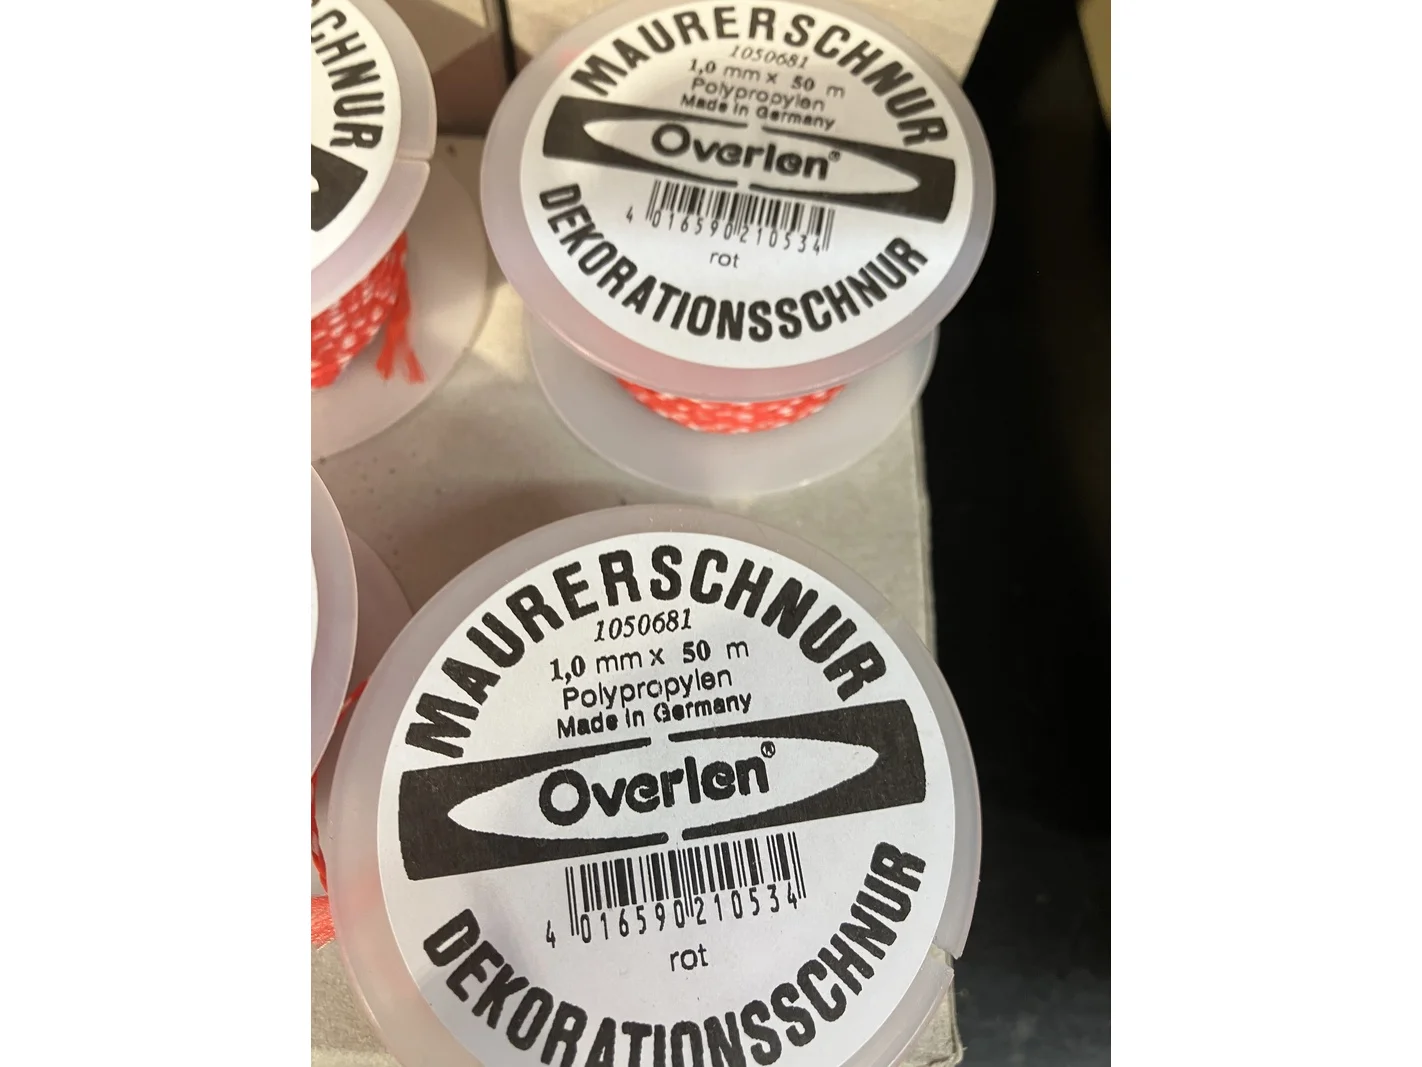 CHNUR
MAURERSCHNUR
1050681
1,0 mm x 50 m
Polypropylen
Made in Germany
Overlen®
4 016590 210534
rot
DEKORATIONSSCHNUR
MAURERSCHNUR
1050681
1,0 mm x 50 m
Polypropylen
Made in Germany
Overlen®
4 016590 210534
rot
DEKORATIONSSCHNUR